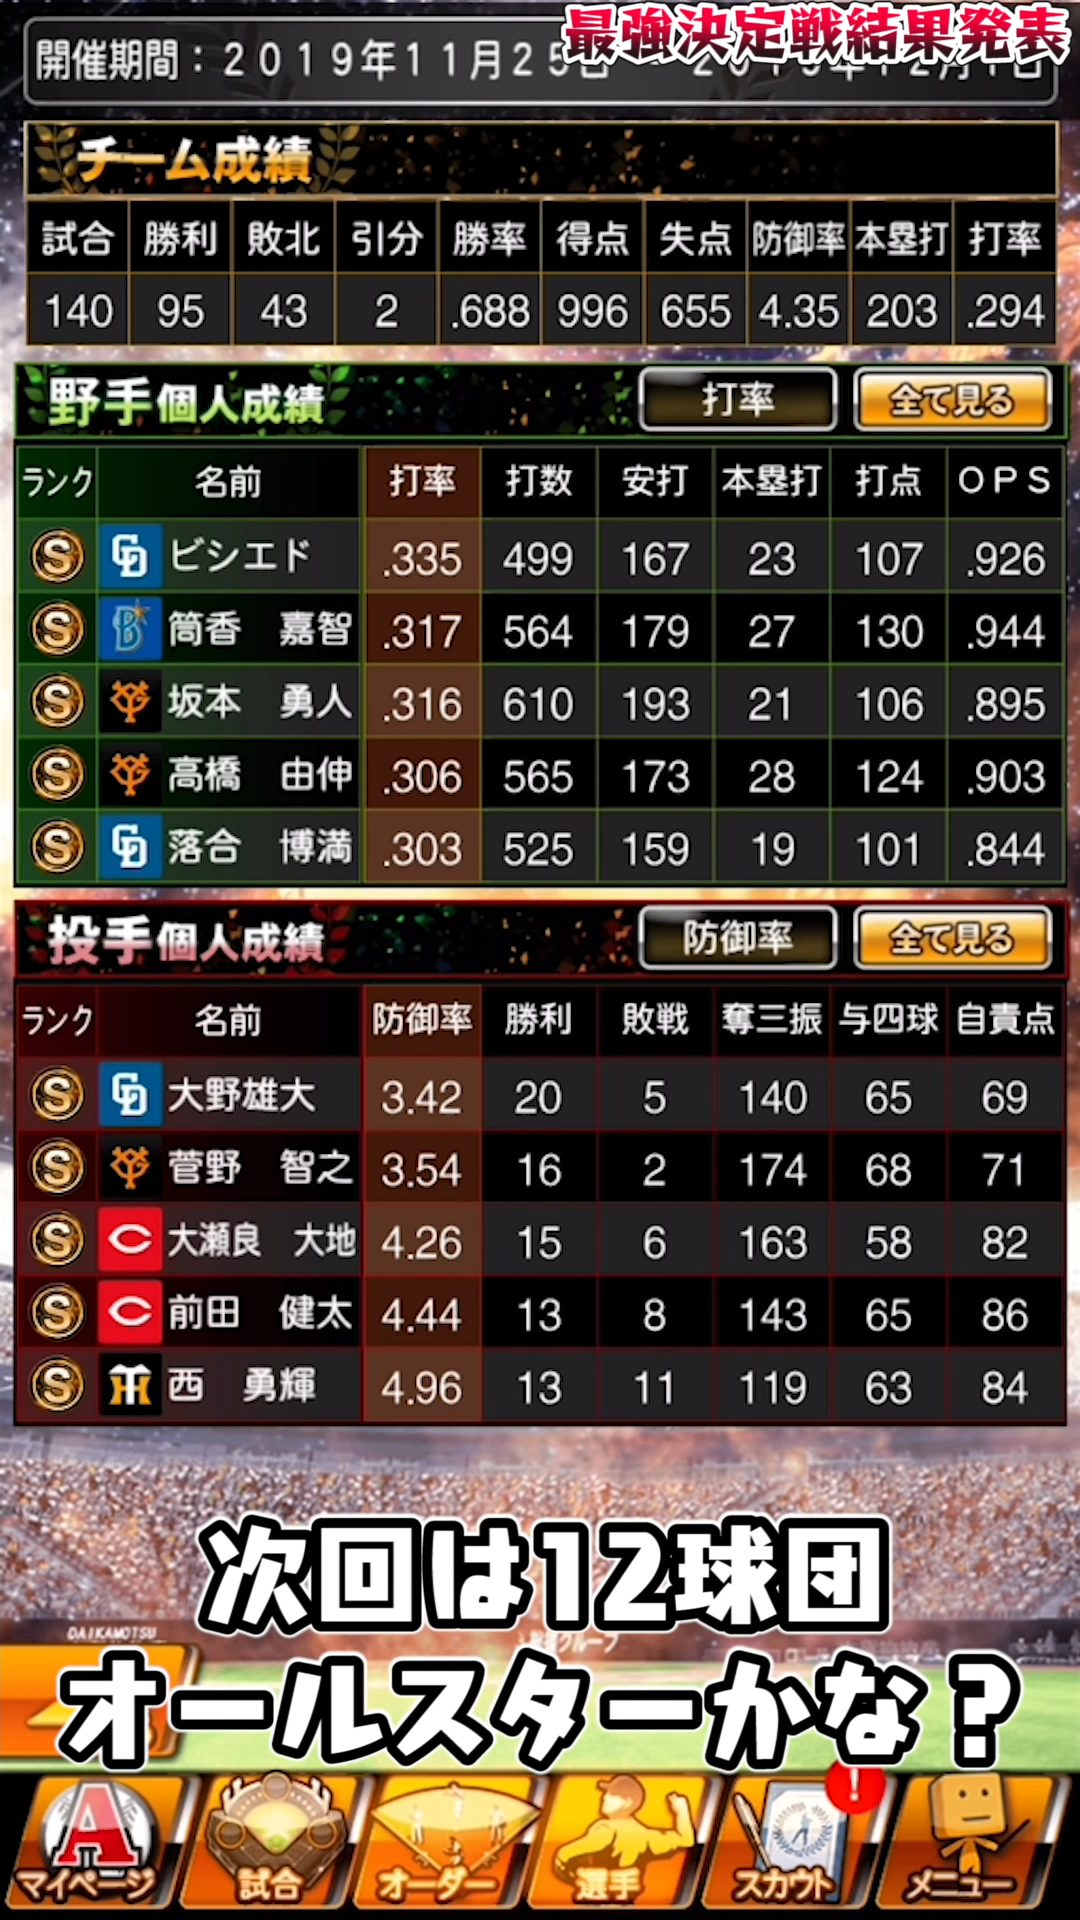 最強決定戦結果発表
開催期間：２０１９年１１月２５日
チーム成績
試合 勝利 敗北 引分 勝率 得点 失点 防御率 本塁打 打率
140 95 43 2 .688 996 655 4.35 203 .294
野手個人成績 打率 全て見る
ランク 名前 打率 打数 安打 本塁打 打点 ＯＰＳ
S ビシエド .335 499 167 23 107 .926
S 筒香 嘉智 .317 564 179 27 130 .944
S 坂本 勇人 .316 610 193 21 106 .895
S 高橋 由伸 .306 565 173 28 124 .903
S 落合 博満 .303 525 159 19 101 .844
投手個人成績 防御率 全て見る
ランク 名前 防御率 勝利 敗戦 奪三振 与四球 自責点
S 大野雄大 3.42 20 5 140 65 69
S 菅野 智之 3.54 16 2 174 68 71
S 大瀬良 大地 4.26 15 6 163 58 82
S 前田 健太 4.44 13 8 143 65 86
S 西 勇輝 4.96 13 11 119 63 84
次回は12球団
DAIKAMOTSU
オールスターかな？
マイページ 試合 オーダー 選手 スカウト メニュー